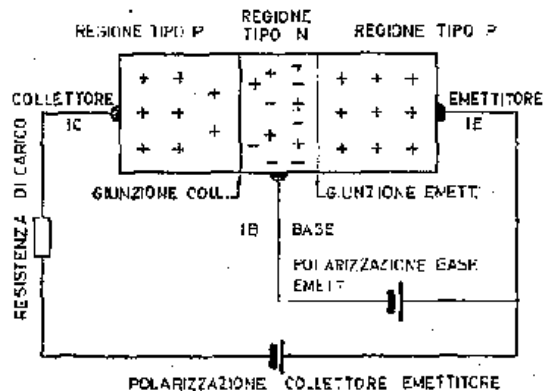 REGIONE TIPO P
REGIONE
TIPO N
REGIONE TIPO P
COLLETTORE
IC
EMETTITORE
IE
GIUNZIONE COLL.
GIUNZIONE EMETT.
RESISTENZA DI CARICO
IB
BASE
POLARIZZAZIONE BASE
EMETT
POLARIZZAZIONE COLLETTORE EMETTITORE